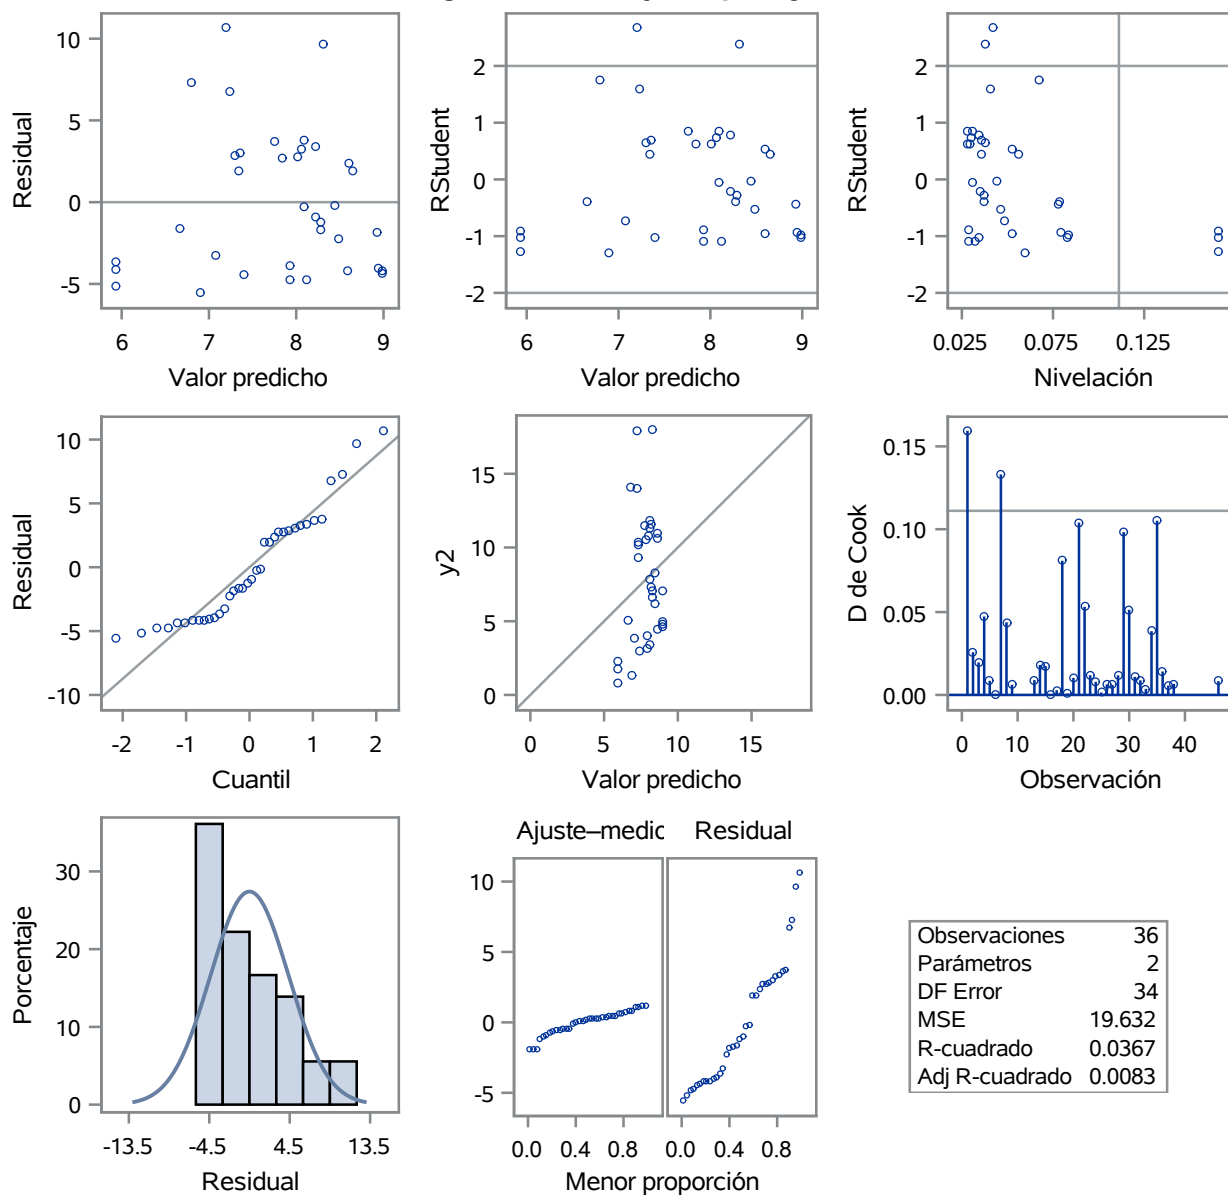 Residual
10
5
0
-5
6 7 8 9
Valor predicho
RStudent
2
1
0
-1
-2
6 7 8 9
Valor predicho
RStudent
2
1
0
-1
-2
0.025 0.075 0.125
Nivelación
Residual
10
5
0
-5
-10
-2 -1 0 1 2
Cuantil
y2
15
10
5
0
0 5 10 15
Valor predicho
D de Cook
0.15
0.10
0.05
0.00
0 10 20 30 40
Observación
Porcentaje
30
20
10
0
-13.5 -4.5 4.5 13.5
Residual
Ajuste–medic Residual
10
5
0
-5
0.0 0.4 0.8 0.0 0.4 0.8
Menor proporción
Observaciones 36
Parámetros 2
DF Error 34
MSE 19.632
R-cuadrado 0.0367
Adj R-cuadrado 0.0083